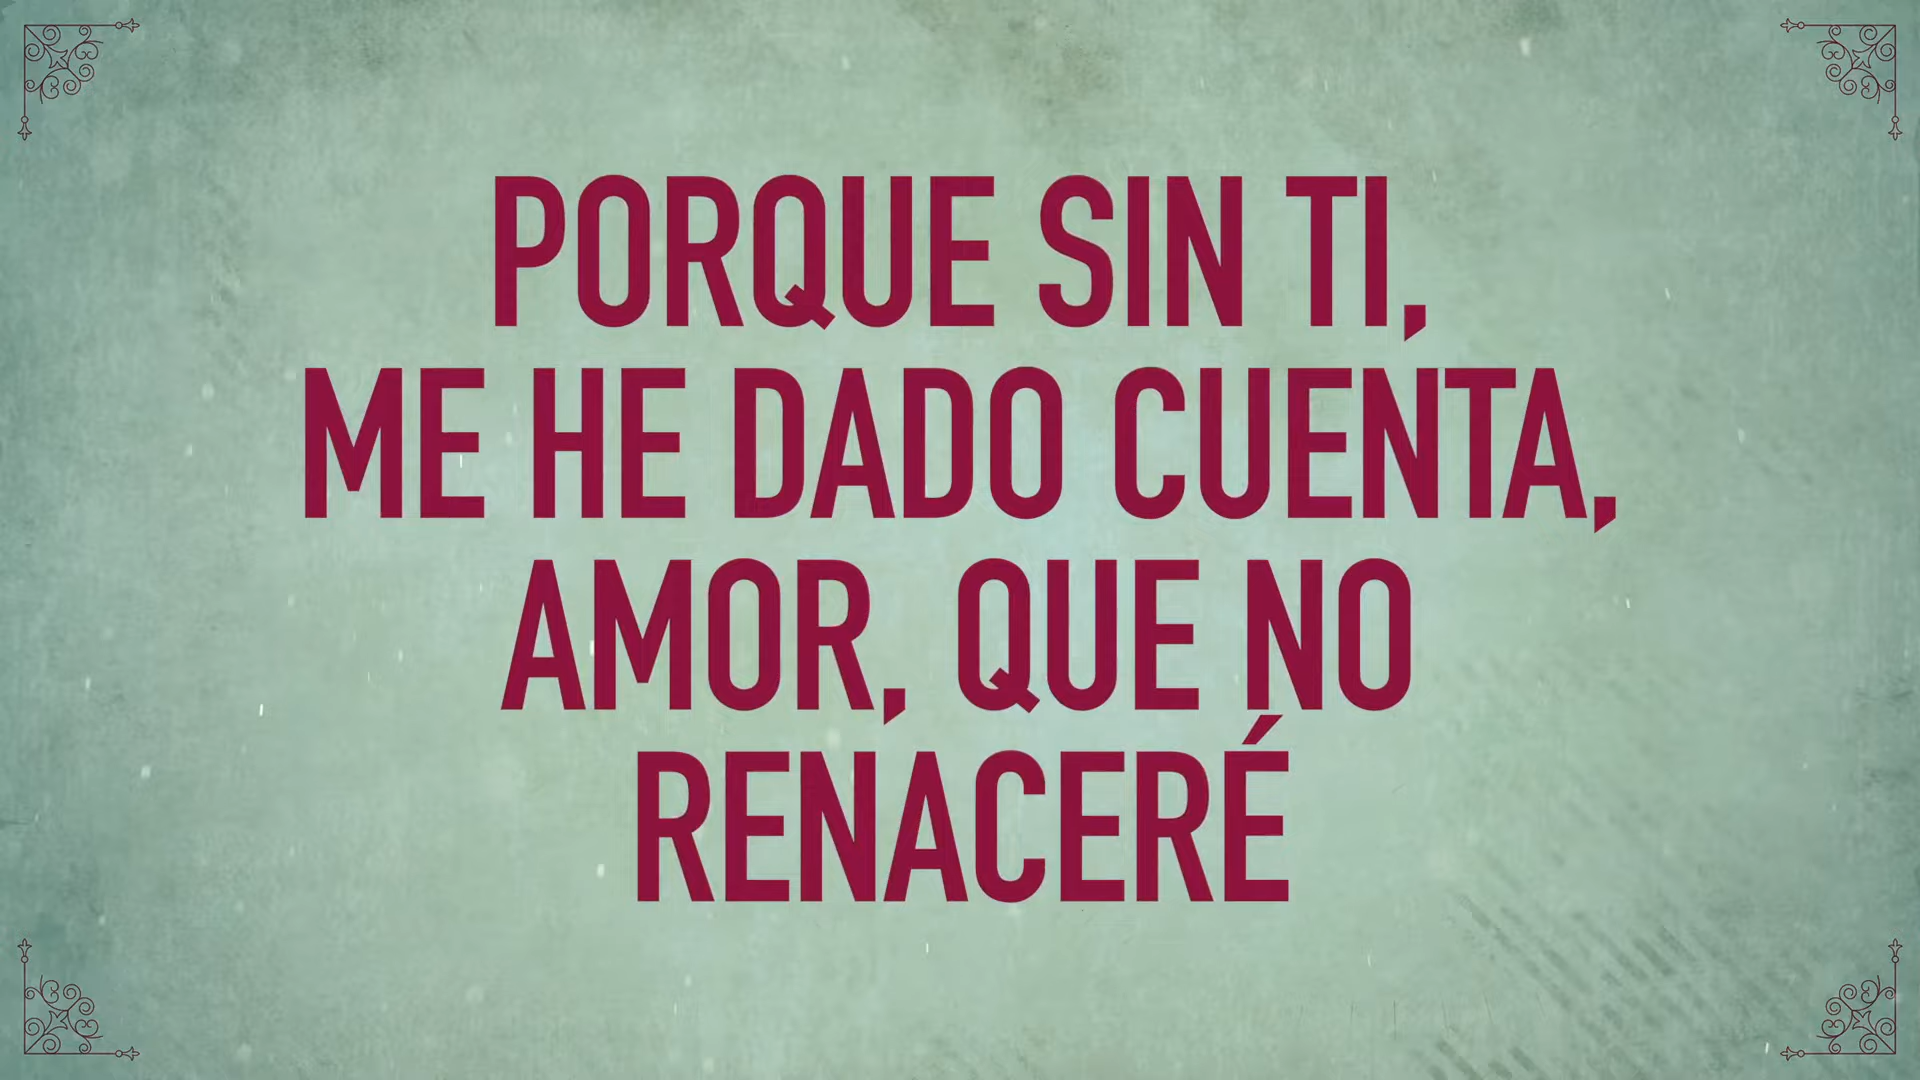 PORQUE SIN TI,
ME HE DADO CUENTA,
AMOR, QUE NO
RENACERÉ